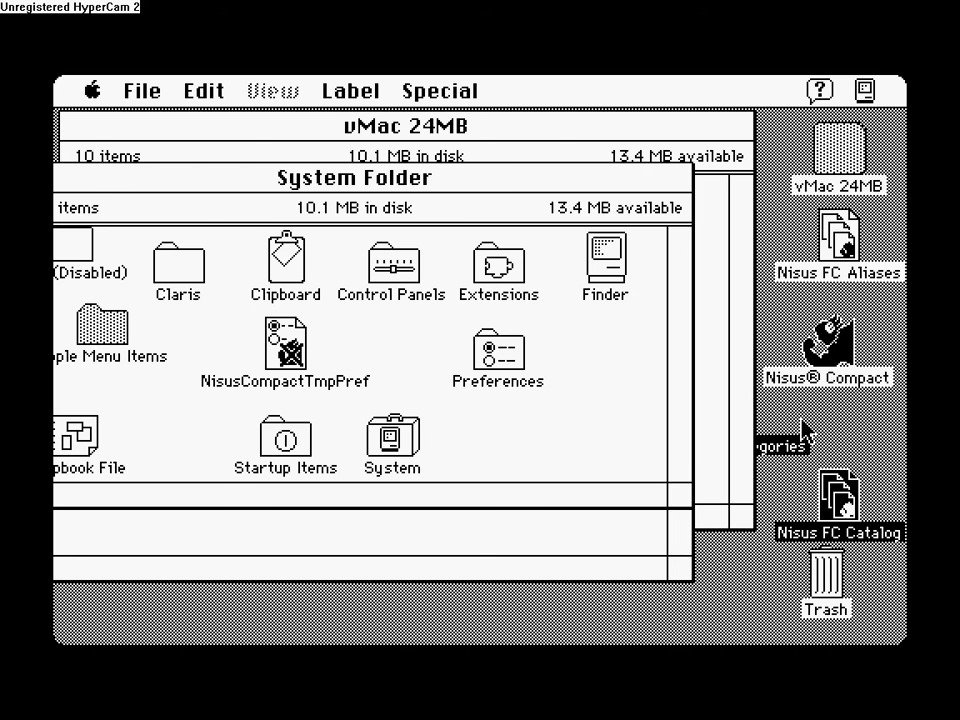 Unregistered HyperCam 2
File Edit View Label Special
vMac 24MB
10 items 10.1 MB in disk 13.4 MB available
System Folder
items 10.1 MB in disk 13.4 MB available
(Disabled) Claris Clipboard Control Panels Extensions Finder
ple Menu Items NisusCompactTmpPref Preferences
pbook File Startup Items System
vMac 24MB
Nisus FC Aliases
Nisus® Compact
gories
Nisus FC Catalog
Trash